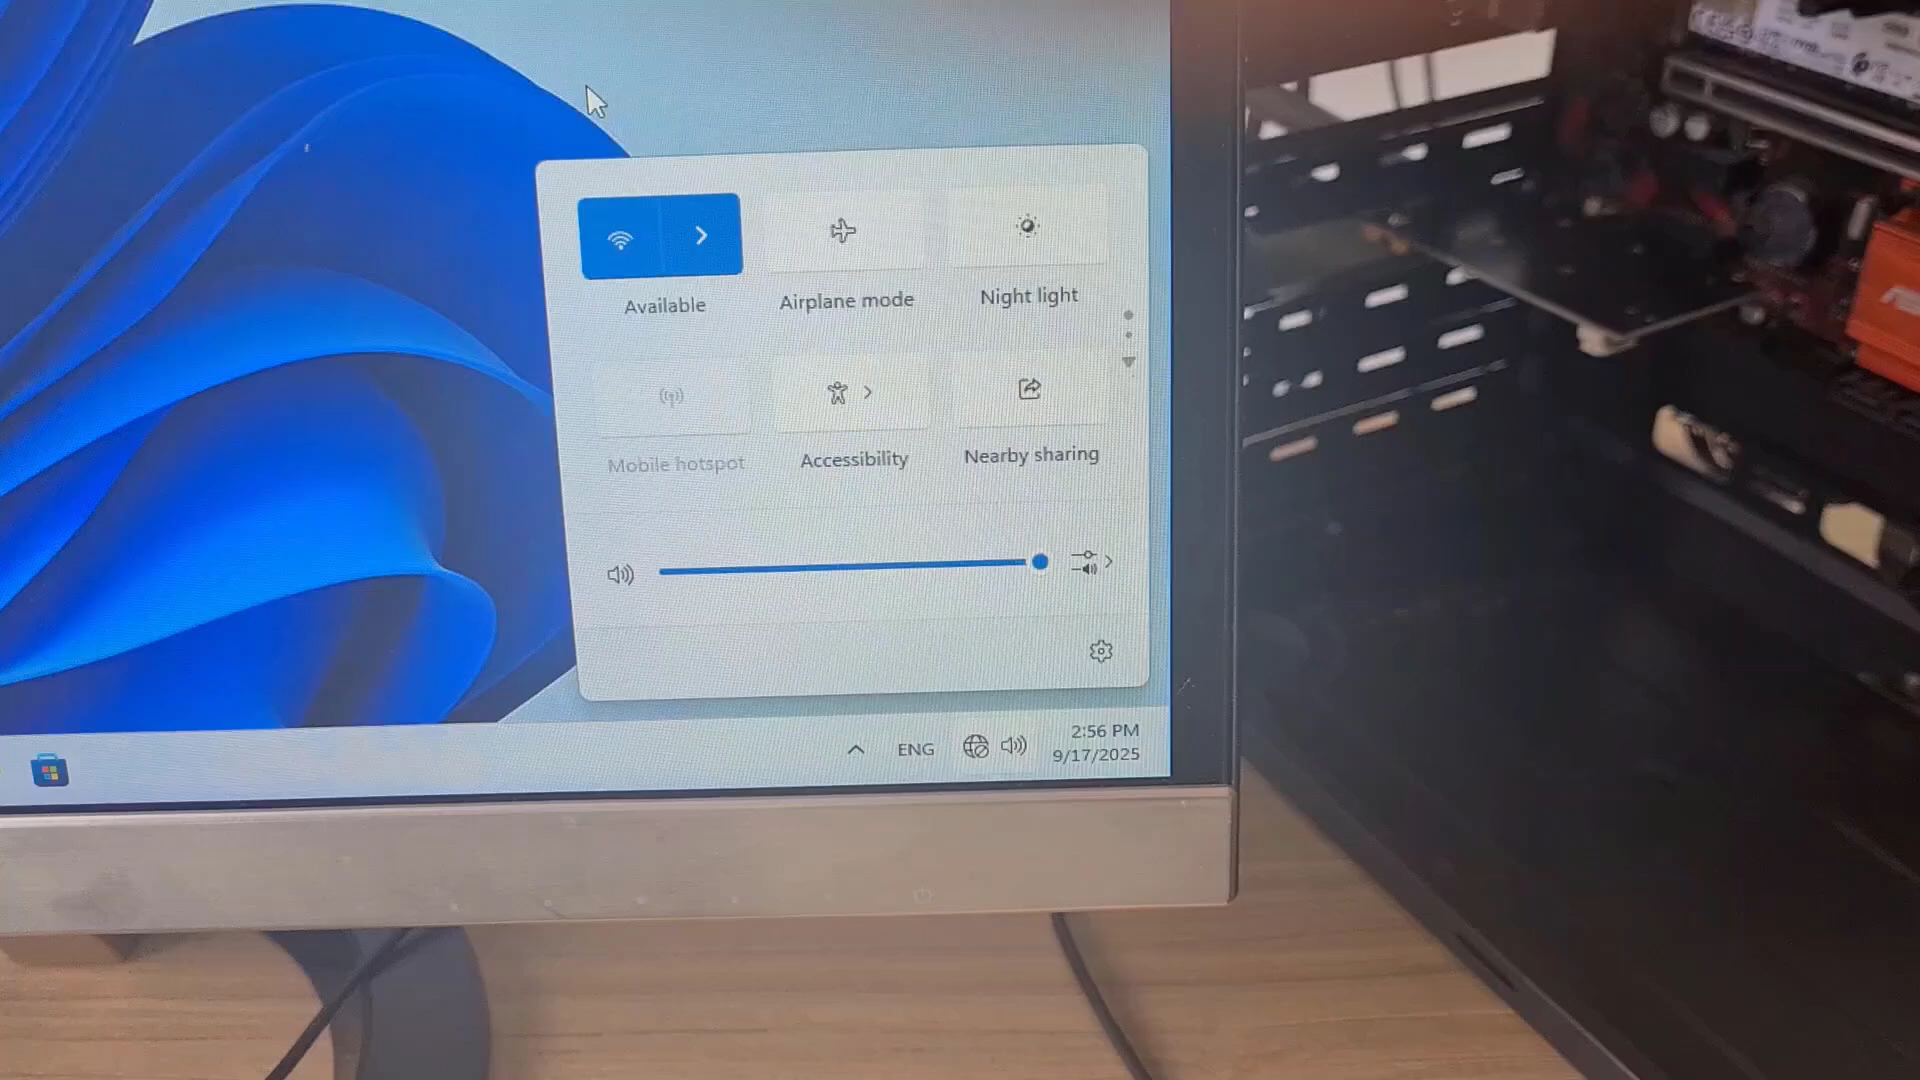 Available
Airplane mode
Night light
Mobile hotspot
Accessibility
Nearby sharing
ENG
2:56 PM
9/17/2025